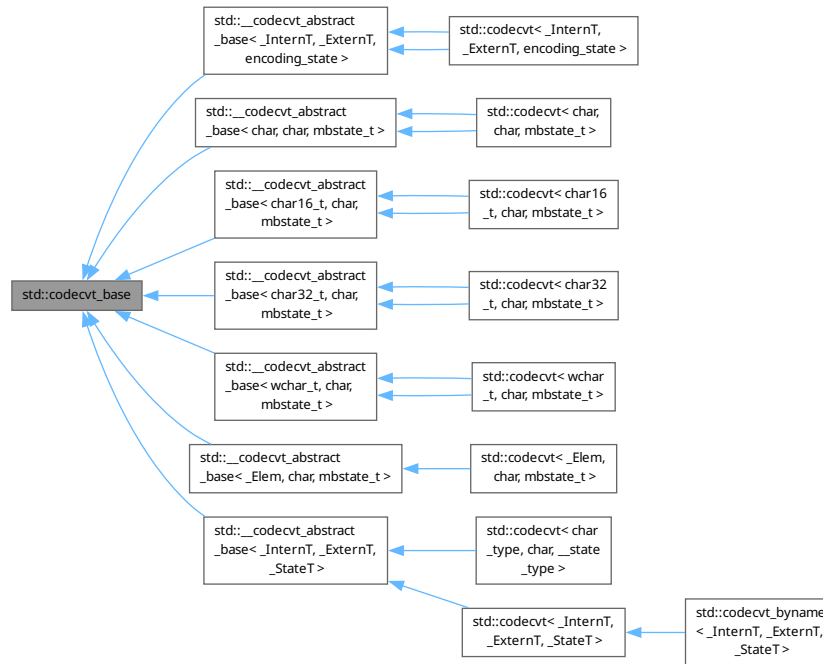 std::__codecvt_abstract
_base< _InternT, _ExternT,
encoding_state >
std::codecvt< _InternT,
_ExternT, encoding_state >
std::__codecvt_abstract
_base< char, char, mbstate_t >
std::codecvt< char,
char, mbstate_t >
std::__codecvt_abstract
_base< char16_t, char,
mbstate_t >
std::codecvt< char16
_t, char, mbstate_t >
std::codecvt_base
std::__codecvt_abstract
_base< char32_t, char,
mbstate_t >
std::codecvt< char32
_t, char, mbstate_t >
std::__codecvt_abstract
_base< wchar_t, char,
mbstate_t >
std::codecvt< wchar
_t, char, mbstate_t >
std::__codecvt_abstract
_base< _Elem, char, mbstate_t >
std::codecvt< _Elem,
char, mbstate_t >
std::__codecvt_abstract
_base< _InternT, _ExternT,
_StateT >
std::codecvt< char
_type, char, __state
_type >
std::codecvt< _InternT,
_ExternT, _StateT >
std::codecvt_byname
< _InternT, _ExternT,
_StateT >